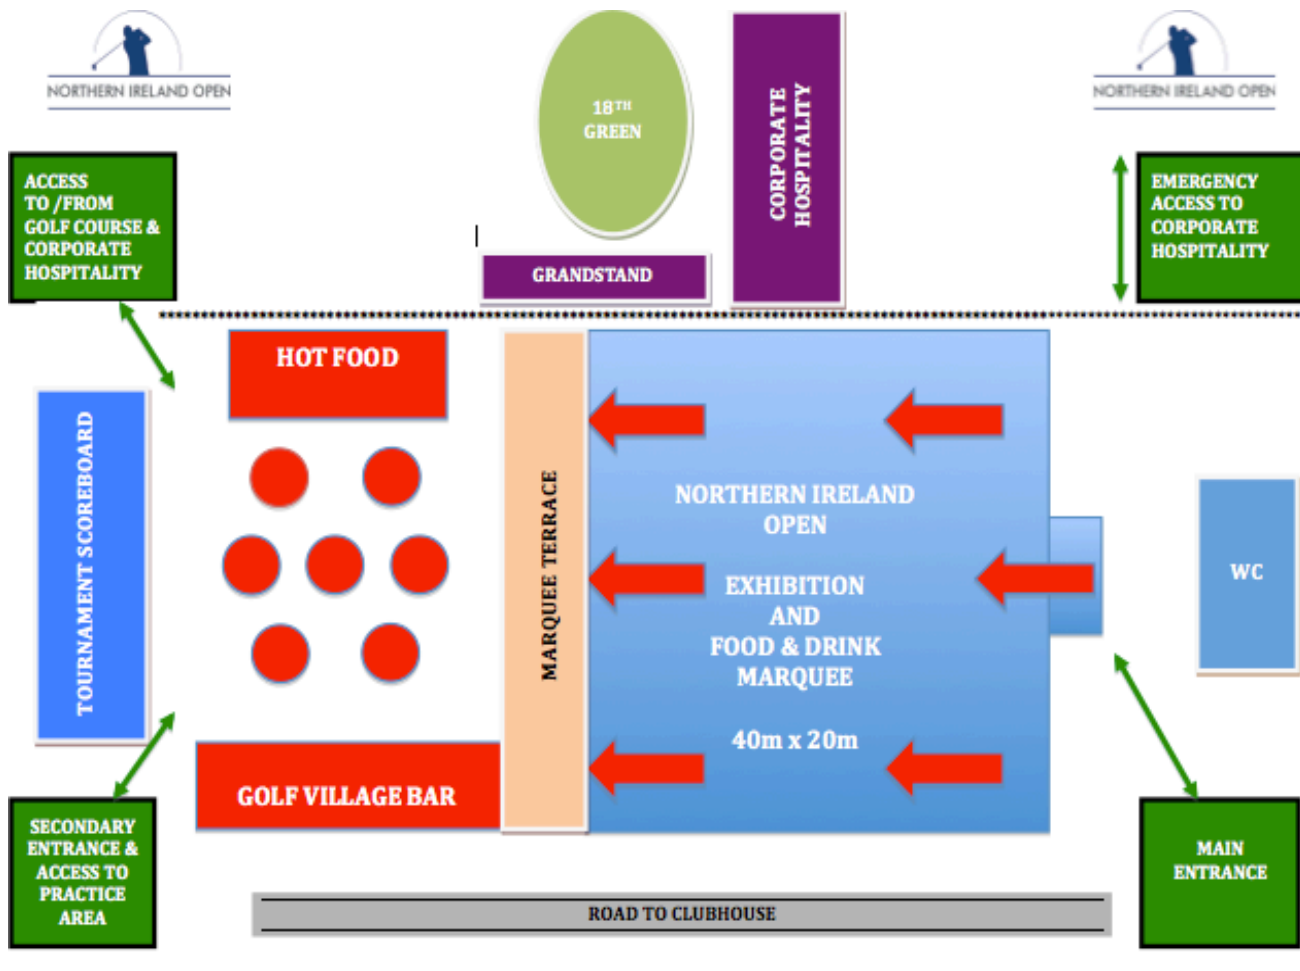 NORTHERN IRELAND OPEN
NORTHERN IRELAND OPEN
18TH
GREEN
CORPORATE
HOSPITALITY
ACCESS
TO /FROM
GOLF COURSE &
CORPORATE
HOSPITALITY
EMERGENCY
ACCESS TO
CORPORATE
HOSPITALITY
GRANDSTAND
HOT FOOD
TOURNAMENT SCOREBOARD
MARQUEE TERRACE
NORTHERN IRELAND
OPEN
EXHIBITION
AND
FOOD & DRINK
MARQUEE
40m x 20m
WC
GOLF VILLAGE BAR
SECONDARY
ENTRANCE &
ACCESS TO
PRACTICE
AREA
MAIN
ENTRANCE
ROAD TO CLUBHOUSE